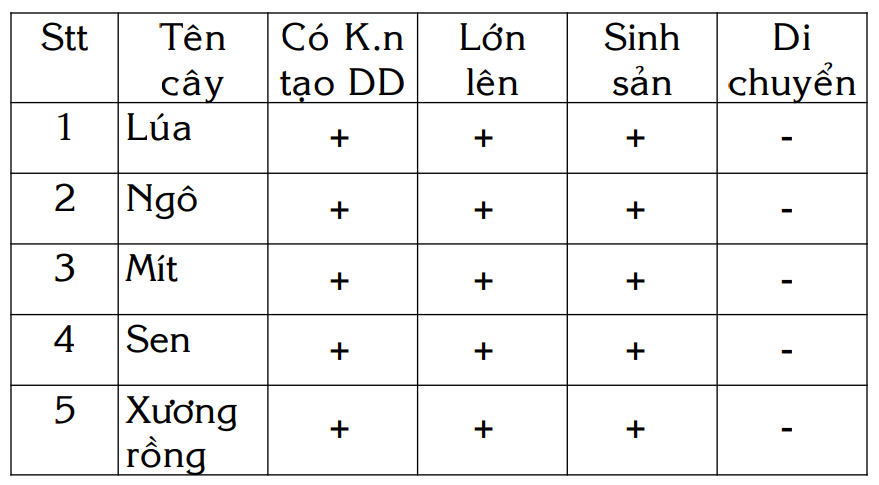 Stt Tên cây Có K.n tạo DD Lớn lên Sinh sản Di chuyển
1 Lúa + + + -
2 Ngô + + + -
3 Mít + + + -
4 Sen + + + -
5 Xương rồng + + + -